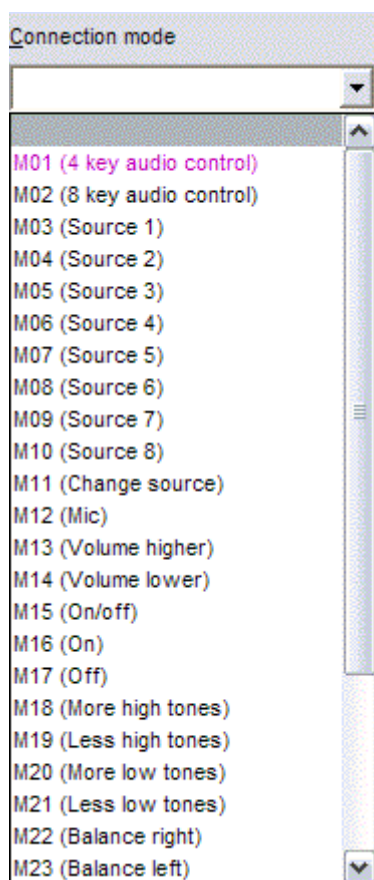 Connection mode
M01 (4 key audio control)
M02 (8 key audio control)
M03 (Source 1)
M04 (Source 2)
M05 (Source 3)
M06 (Source 4)
M07 (Source 5)
M08 (Source 6)
M09 (Source 7)
M10 (Source 8)
M11 (Change source)
M12 (Mic)
M13 (Volume higher)
M14 (Volume lower)
M15 (On/off)
M16 (On)
M17 (Off)
M18 (More high tones)
M19 (Less high tones)
M20 (More low tones)
M21 (Less low tones)
M22 (Balance right)
M23 (Balance left)